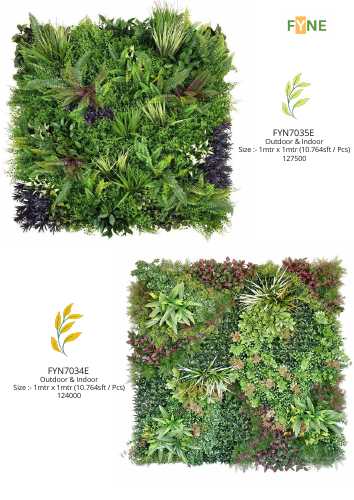 FYNE
FYN7035E
Outdoor & Indoor
Size :- 1mtr x 1mtr (10.764sft / Pcs)
127500
FYN7034E
Outdoor & Indoor
Size :- 1mtr x 1mtr (10.764sft / Pcs)
124000